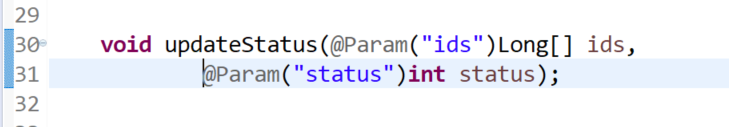 29
30 void updateStatus(@Param("ids")Long[] ids,
31 @Param("status")int status);
32